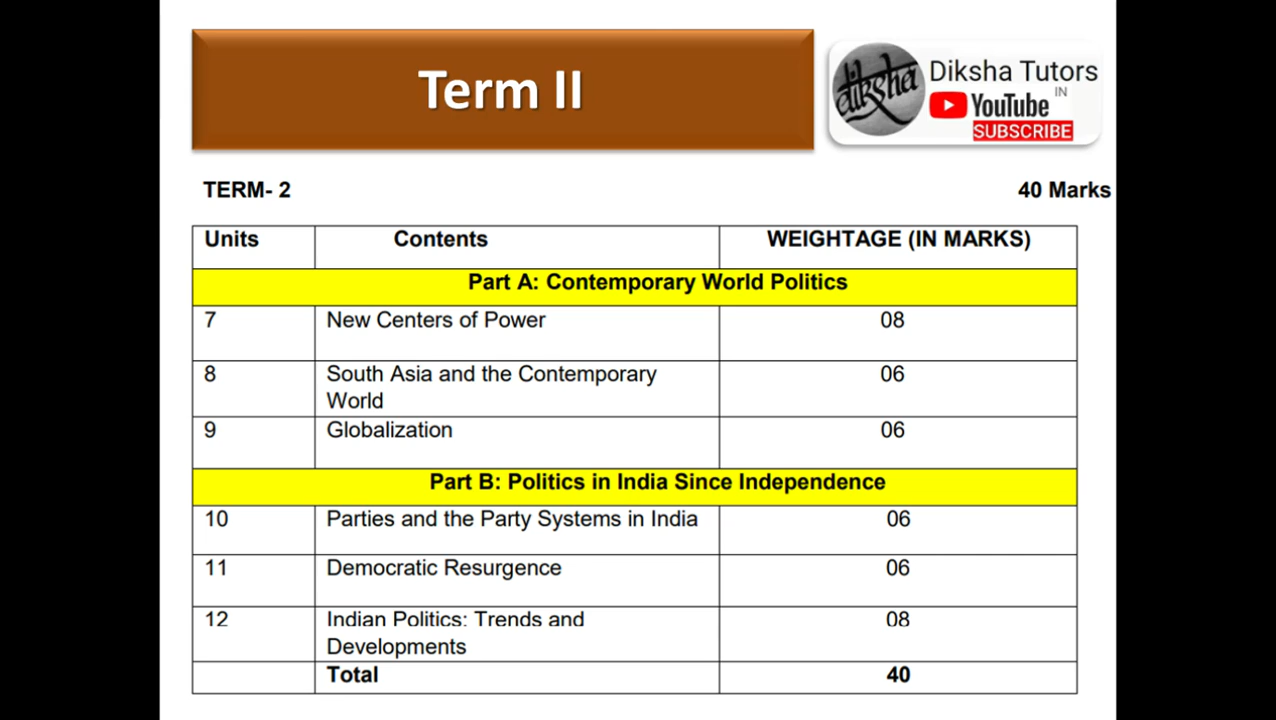 Term II
दीक्षा
Diksha Tutors
IN
YouTube
SUBSCRIBE
TERM- 2 40 Marks
Units Contents WEIGHTAGE (IN MARKS)
Part A: Contemporary World Politics
7 New Centers of Power 08
8 South Asia and the Contemporary 06
World
9 Globalization 06
Part B: Politics in India Since Independence
10 Parties and the Party Systems in India 06
11 Democratic Resurgence 06
12 Indian Politics: Trends and 08
Developments
Total 40